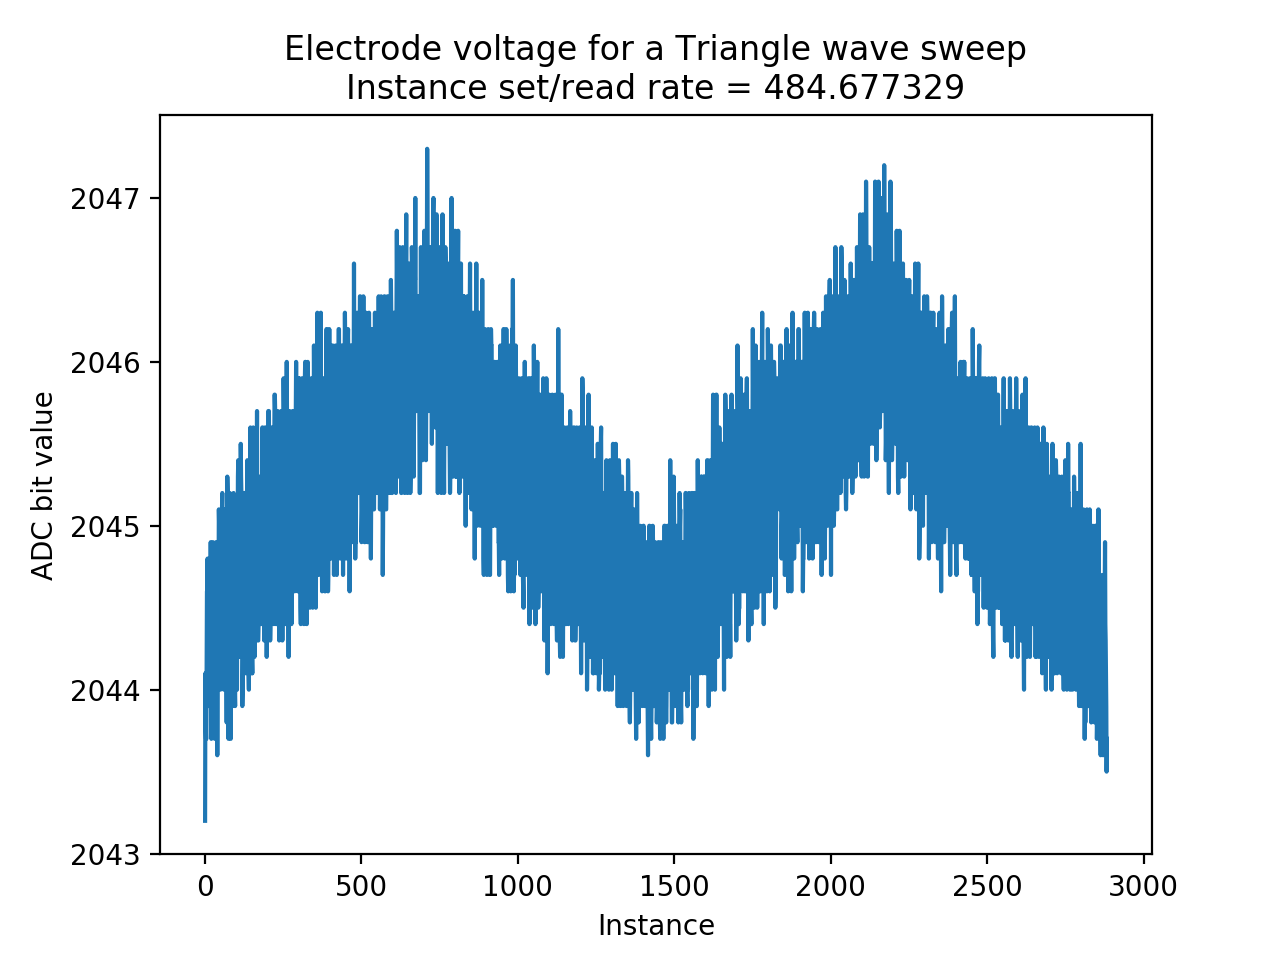 Electrode voltage for a Triangle wave sweep
Instance set/read rate = 484.677329
ADC bit value
2047
2046
2045
2044
2043
0 500 1000 1500 2000 2500 3000
Instance